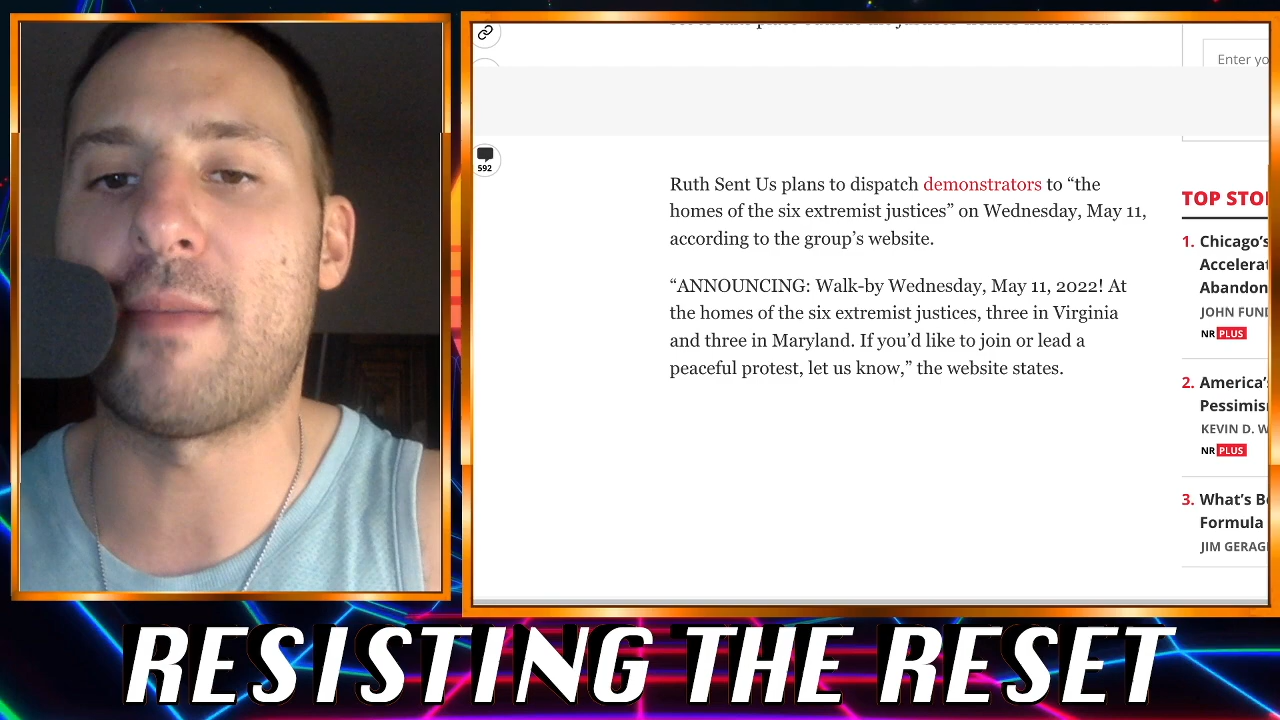 592
Enter yo
Ruth Sent Us plans to dispatch demonstrators to “the
homes of the six extremist justices” on Wednesday, May 11,
according to the group’s website.
“ANNOUNCING: Walk-by Wednesday, May 11, 2022! At
the homes of the six extremist justices, three in Virginia
and three in Maryland. If you’d like to join or lead a
peaceful protest, let us know,” the website states.
TOP STO
1. Chicago’s
Accelerat
Abandon
JOHN FUND
NR PLUS
2. America’s
Pessimis
KEVIN D. W
NR PLUS
3. What’s Be
Formula
JIM GERAG
RESISTING THE RESET